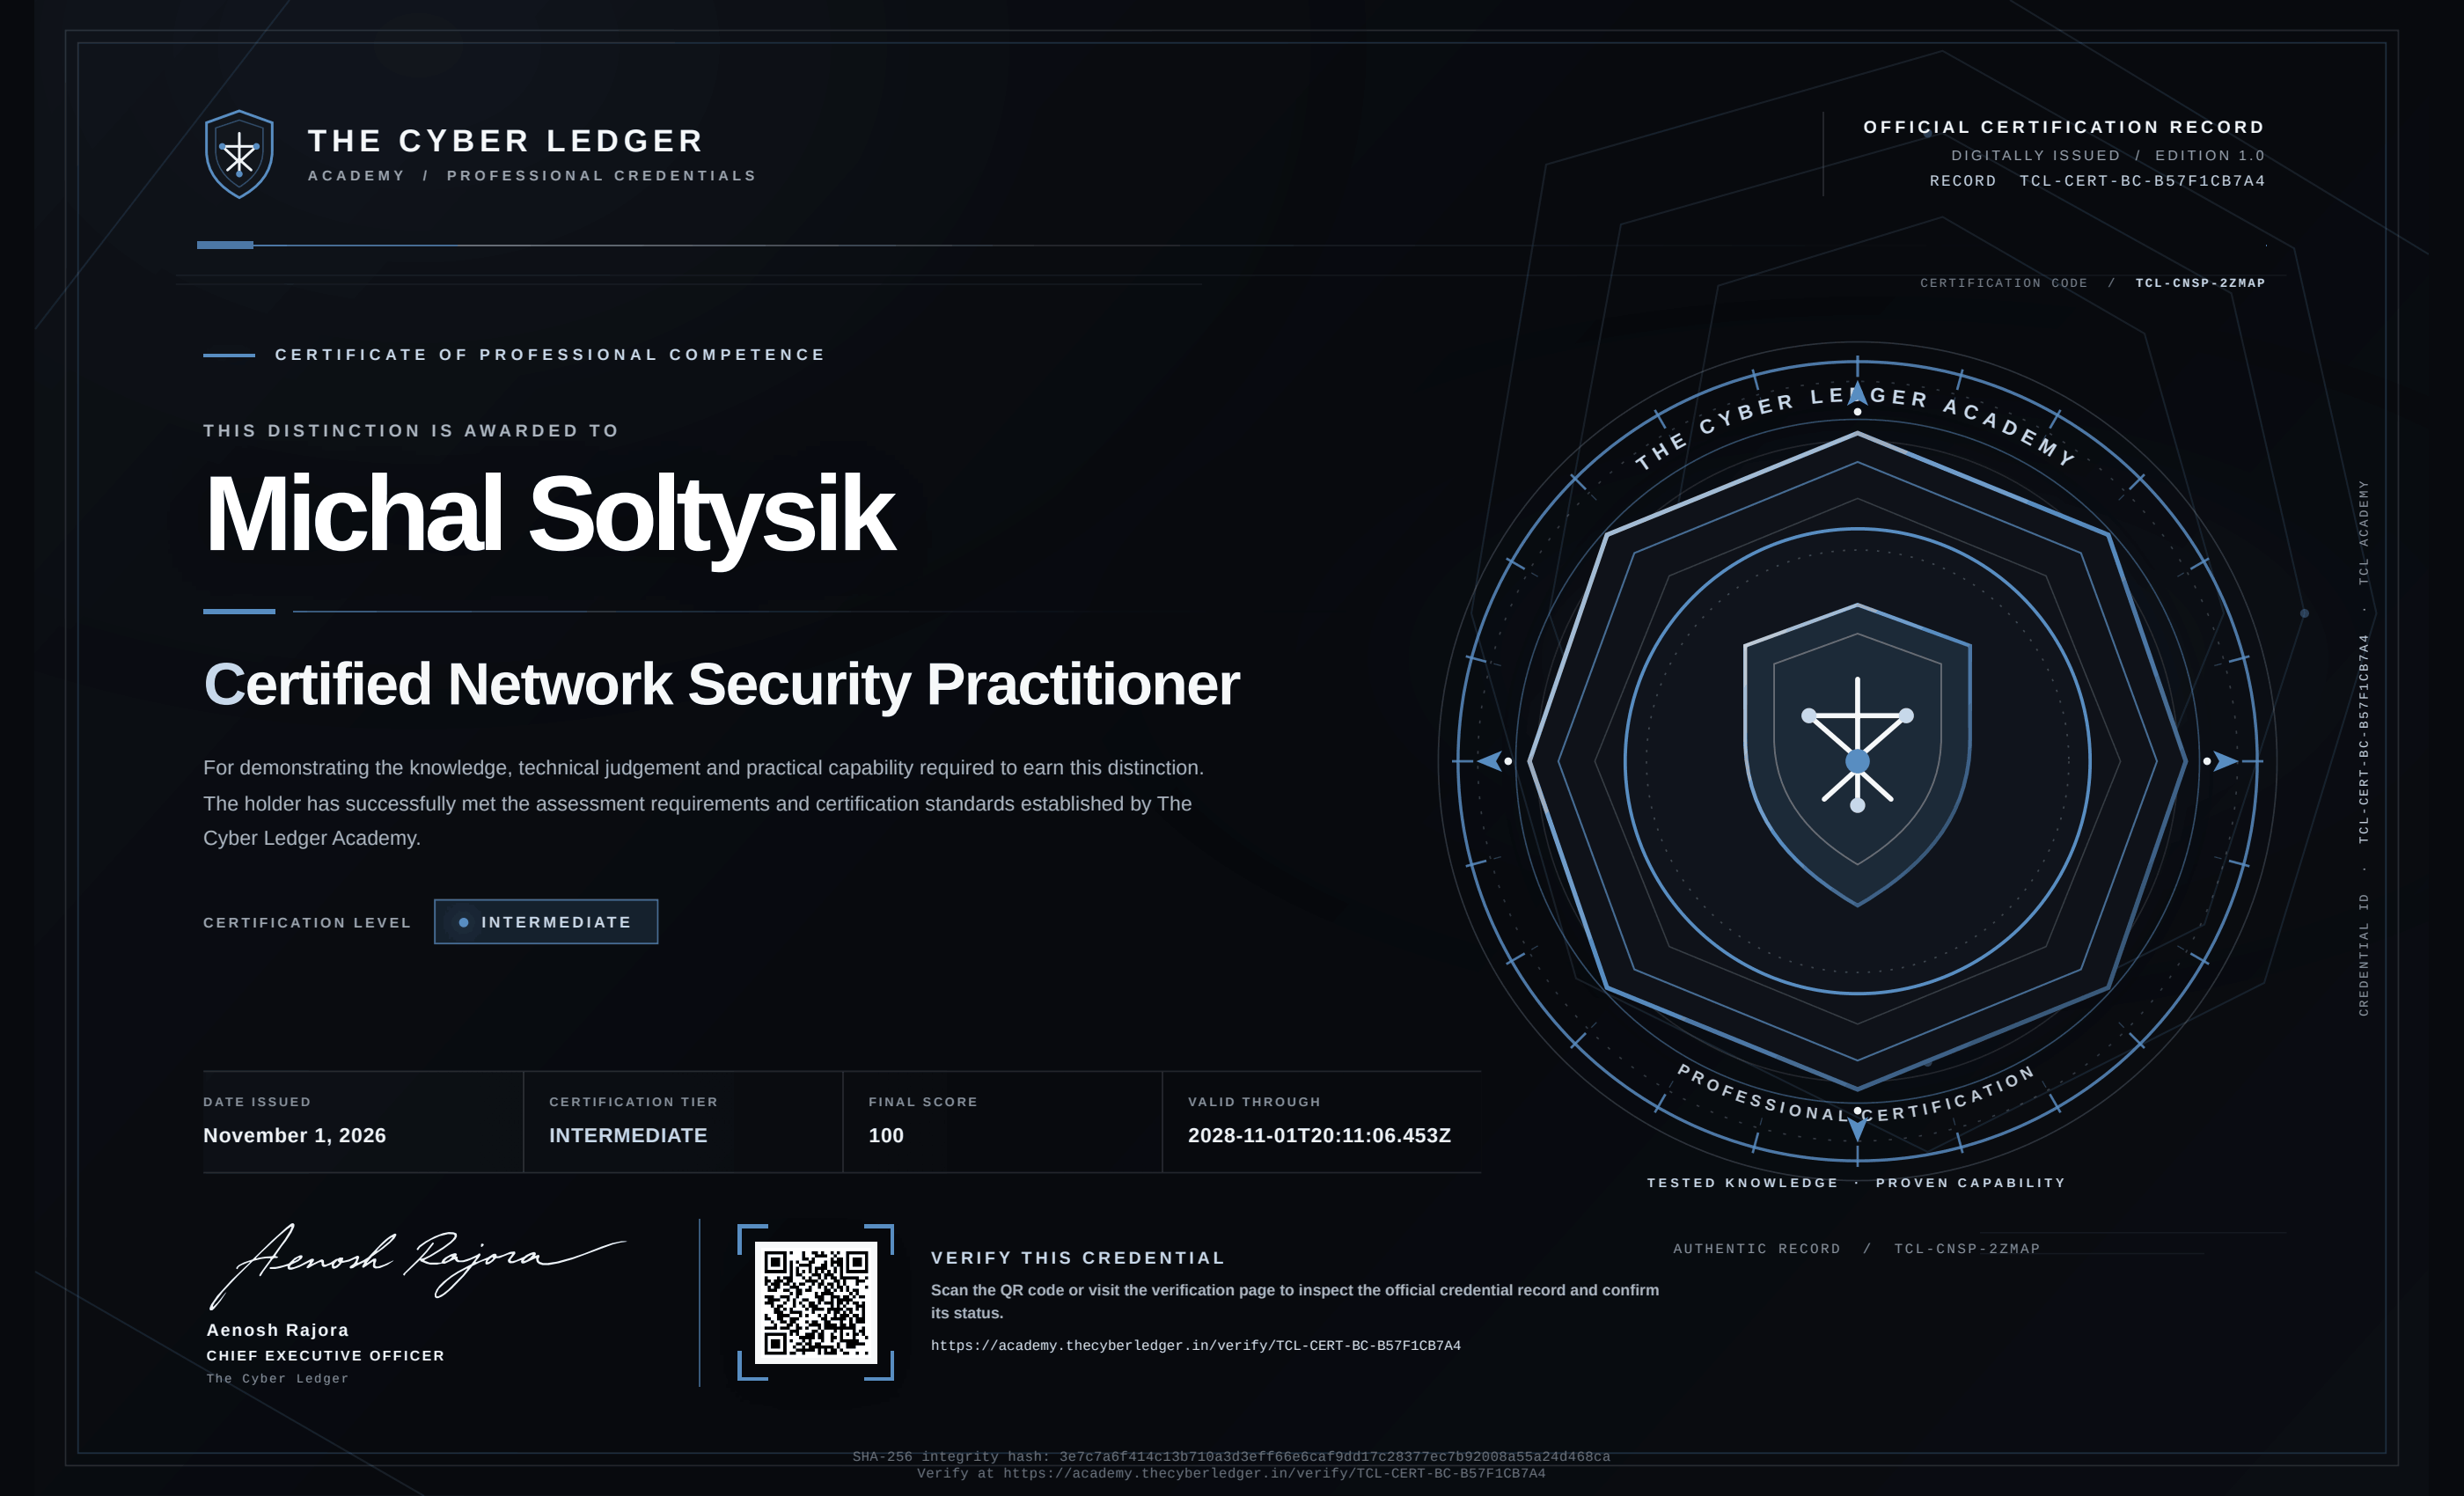 THE CYBER LEDGER
ACADEMY / PROFESSIONAL CREDENTIALS
OFFICIAL CERTIFICATION RECORD
DIGITALLY ISSUED / EDITION 1.0
RECORD TCL-CERT-BC-B57F1CB7A4
CERTIFICATION CODE / TCL-CNSP-2ZMAP
CERTIFICATE OF PROFESSIONAL COMPETENCE
THIS DISTINCTION IS AWARDED TO
Michal Soltysik
Certified Network Security Practitioner
For demonstrating the knowledge, technical judgement and practical capability required to earn this distinction.
The holder has successfully met the assessment requirements and certification standards established by The
Cyber Ledger Academy.
CERTIFICATION LEVEL
INTERMEDIATE
THE CYBER LEDGER ACADEMY
PROFESSIONAL CERTIFICATION
TESTED KNOWLEDGE · PROVEN CAPABILITY
AUTHENTIC RECORD / TCL-CNSP-2ZMAP
CREDENTIAL ID · TCL-CERT-BC-B57F1CB7A4 · TCL ACADEMY
DATE ISSUED
November 1, 2026
CERTIFICATION TIER
INTERMEDIATE
FINAL SCORE
100
VALID THROUGH
2028-11-01T20:11:06.453Z
Aenosh Rajora
Aenosh Rajora
CHIEF EXECUTIVE OFFICER
The Cyber Ledger
VERIFY THIS CREDENTIAL
Scan the QR code or visit the verification page to inspect the official credential record and confirm
its status.
https://academy.thecyberledger.in/verify/TCL-CERT-BC-B57F1CB7A4
SHA-256 integrity hash: 3e7c7a6f414c13b710a3d3eff66e6caf9dd17c28377ec7b92008a55a24d468ca
Verify at https://academy.thecyberledger.in/verify/TCL-CERT-BC-B57F1CB7A4